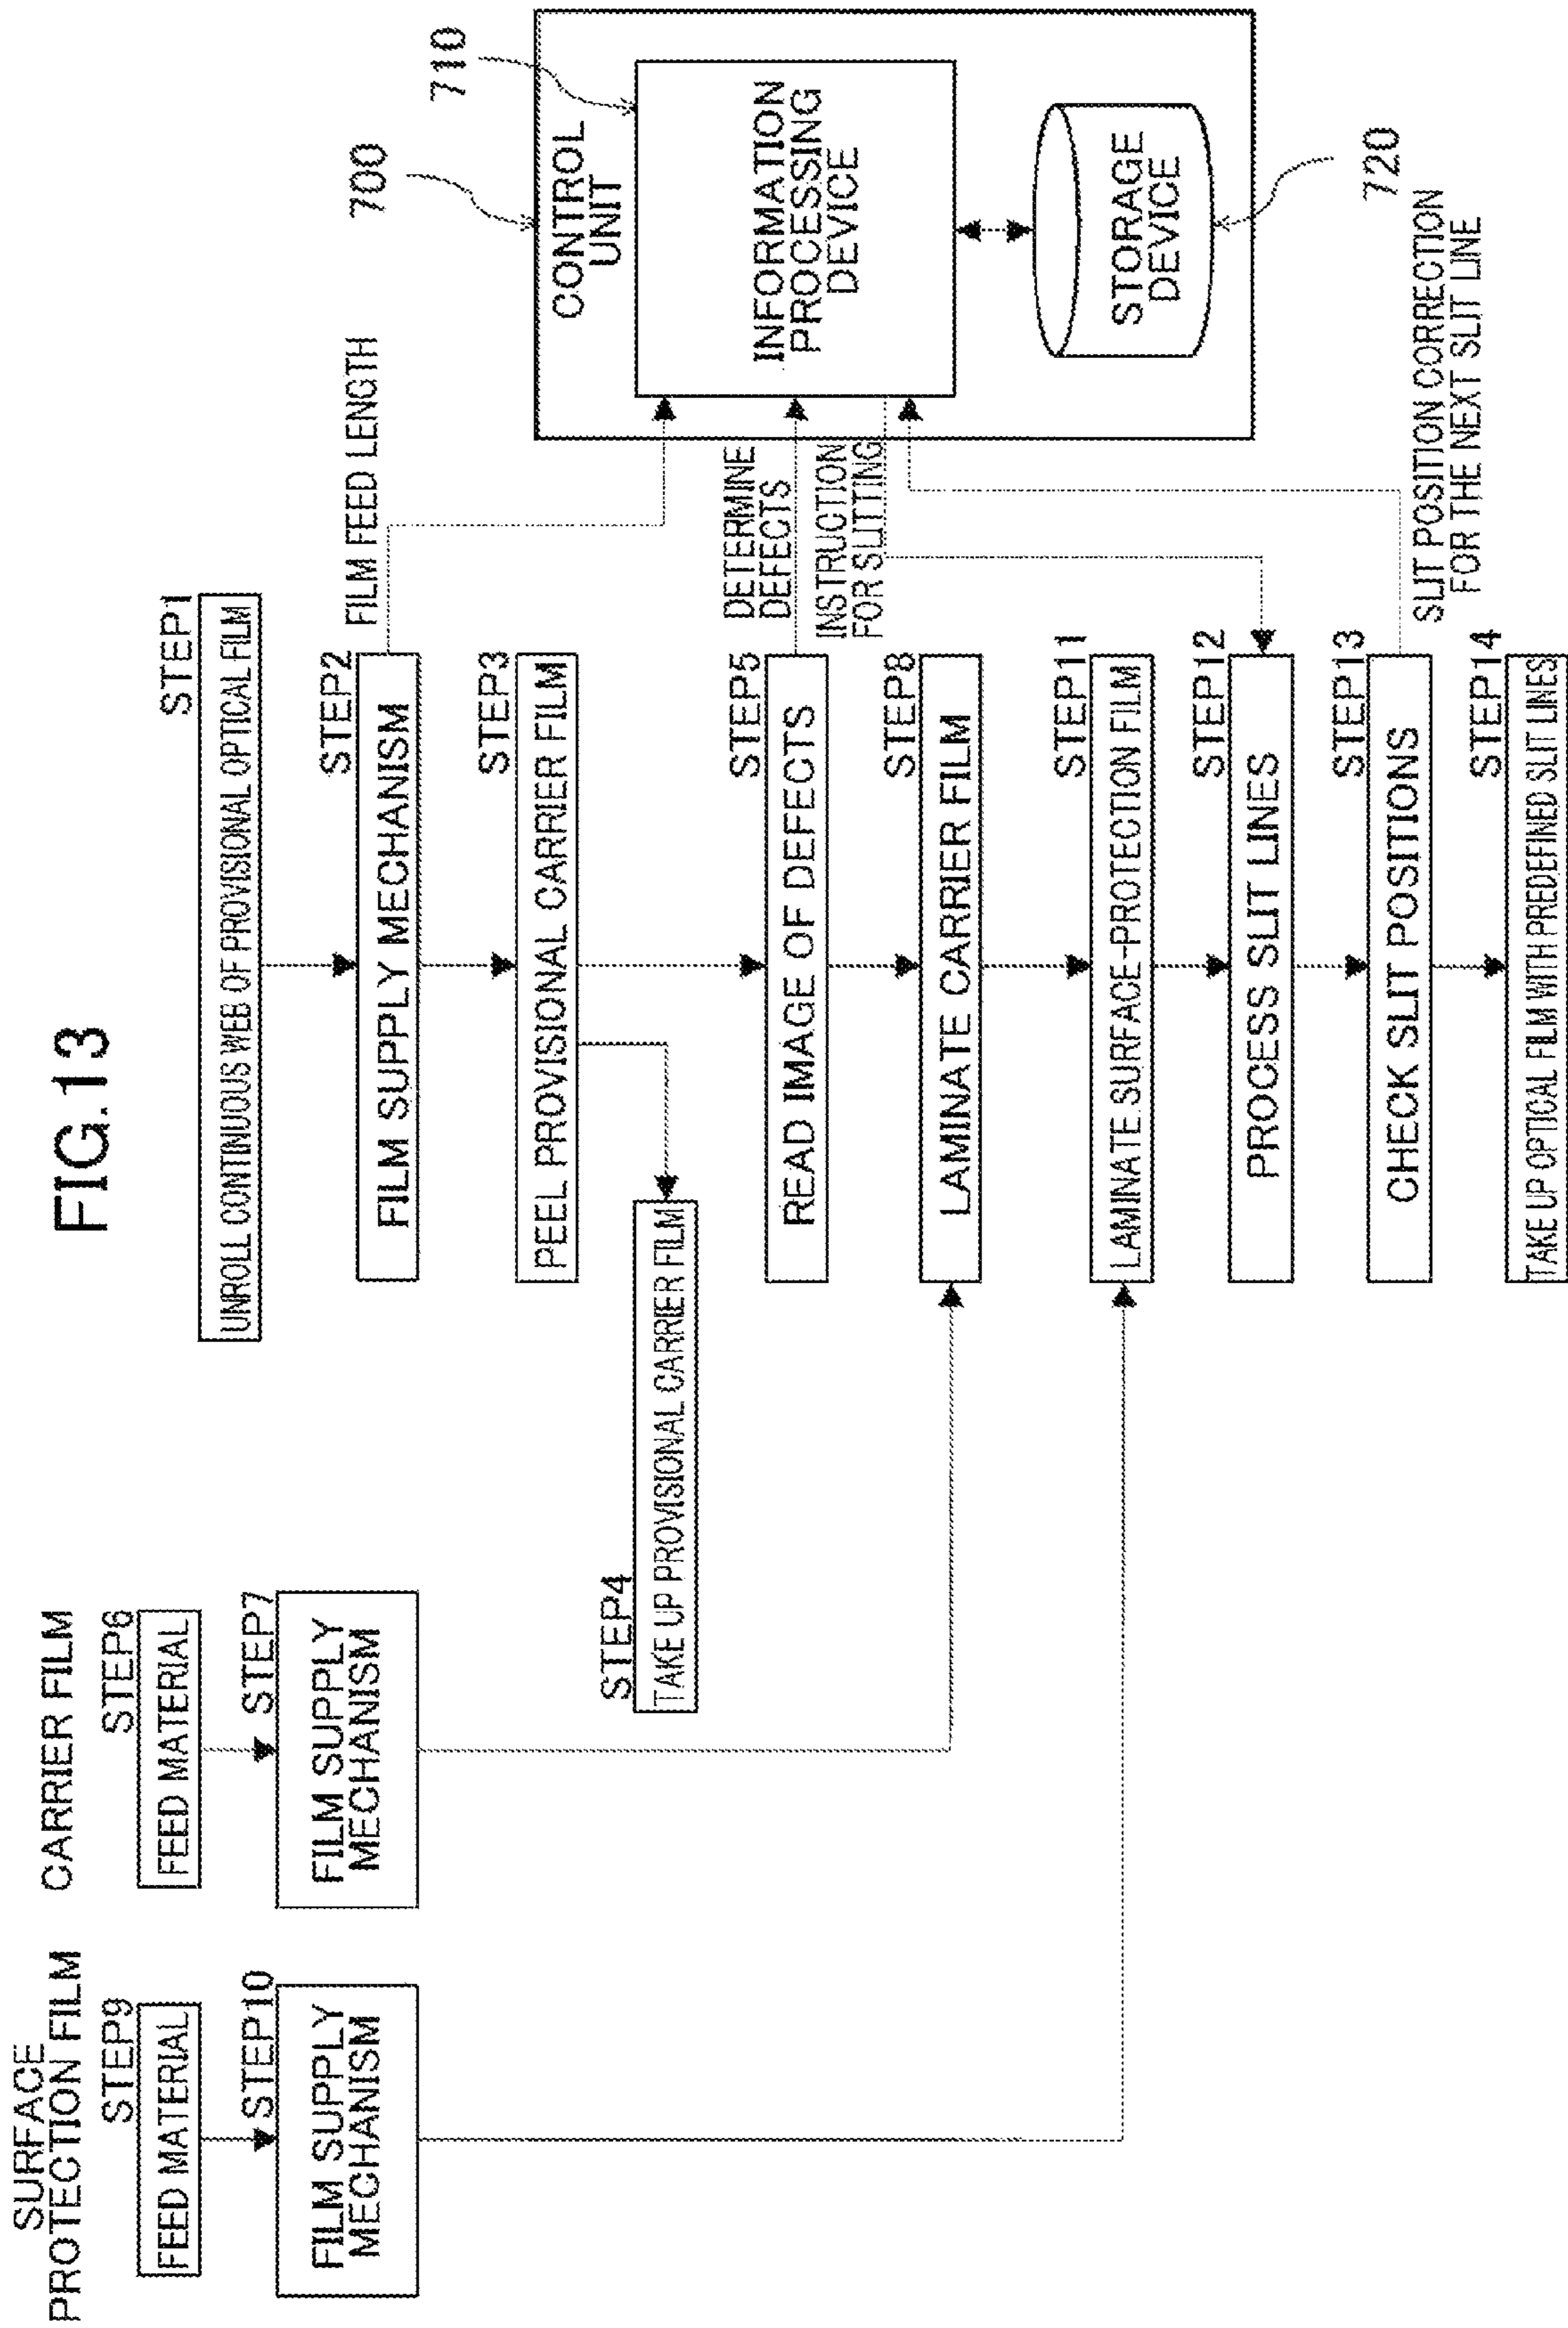 FIG.13
SURFACE
PROTECTION FILM
STEP9
FEED MATERIAL
STEP10
FILM SUPPLY
MECHANISM
CARRIER FILM
STEP6
FEED MATERIAL
STEP7
FILM SUPPLY
MECHANISM
STEP1
UNROLL CONTINUOUS WEB OF PROVISIONAL OPTICAL FILM
STEP2
FILM SUPPLY MECHANISM
STEP3
PEEL PROVISIONAL CARRIER FILM
STEP4
TAKE UP PROVISIONAL CARRIER FILM
STEP5
READ IMAGE OF DEFECTS
STEP8
LAMINATE CARRIER FILM
STEP11
LAMINATE SURFACE-PROTECTION FILM
STEP12
PROCESS SLIT LINES
STEP13
CHECK SLIT POSITIONS
STEP14
TAKE UP OPTICAL FILM WITH PREDEFINED SLIT LINES
FILM FEED LENGTH
DETERMINE
DEFECTS
INSTRUCTION
FOR SLITTING
SLIT POSITION CORRECTION
FOR THE NEXT SLIT LINE
700
710
CONTROL
UNIT
INFORMATION
PROCESSING
DEVICE
STORAGE
DEVICE
720